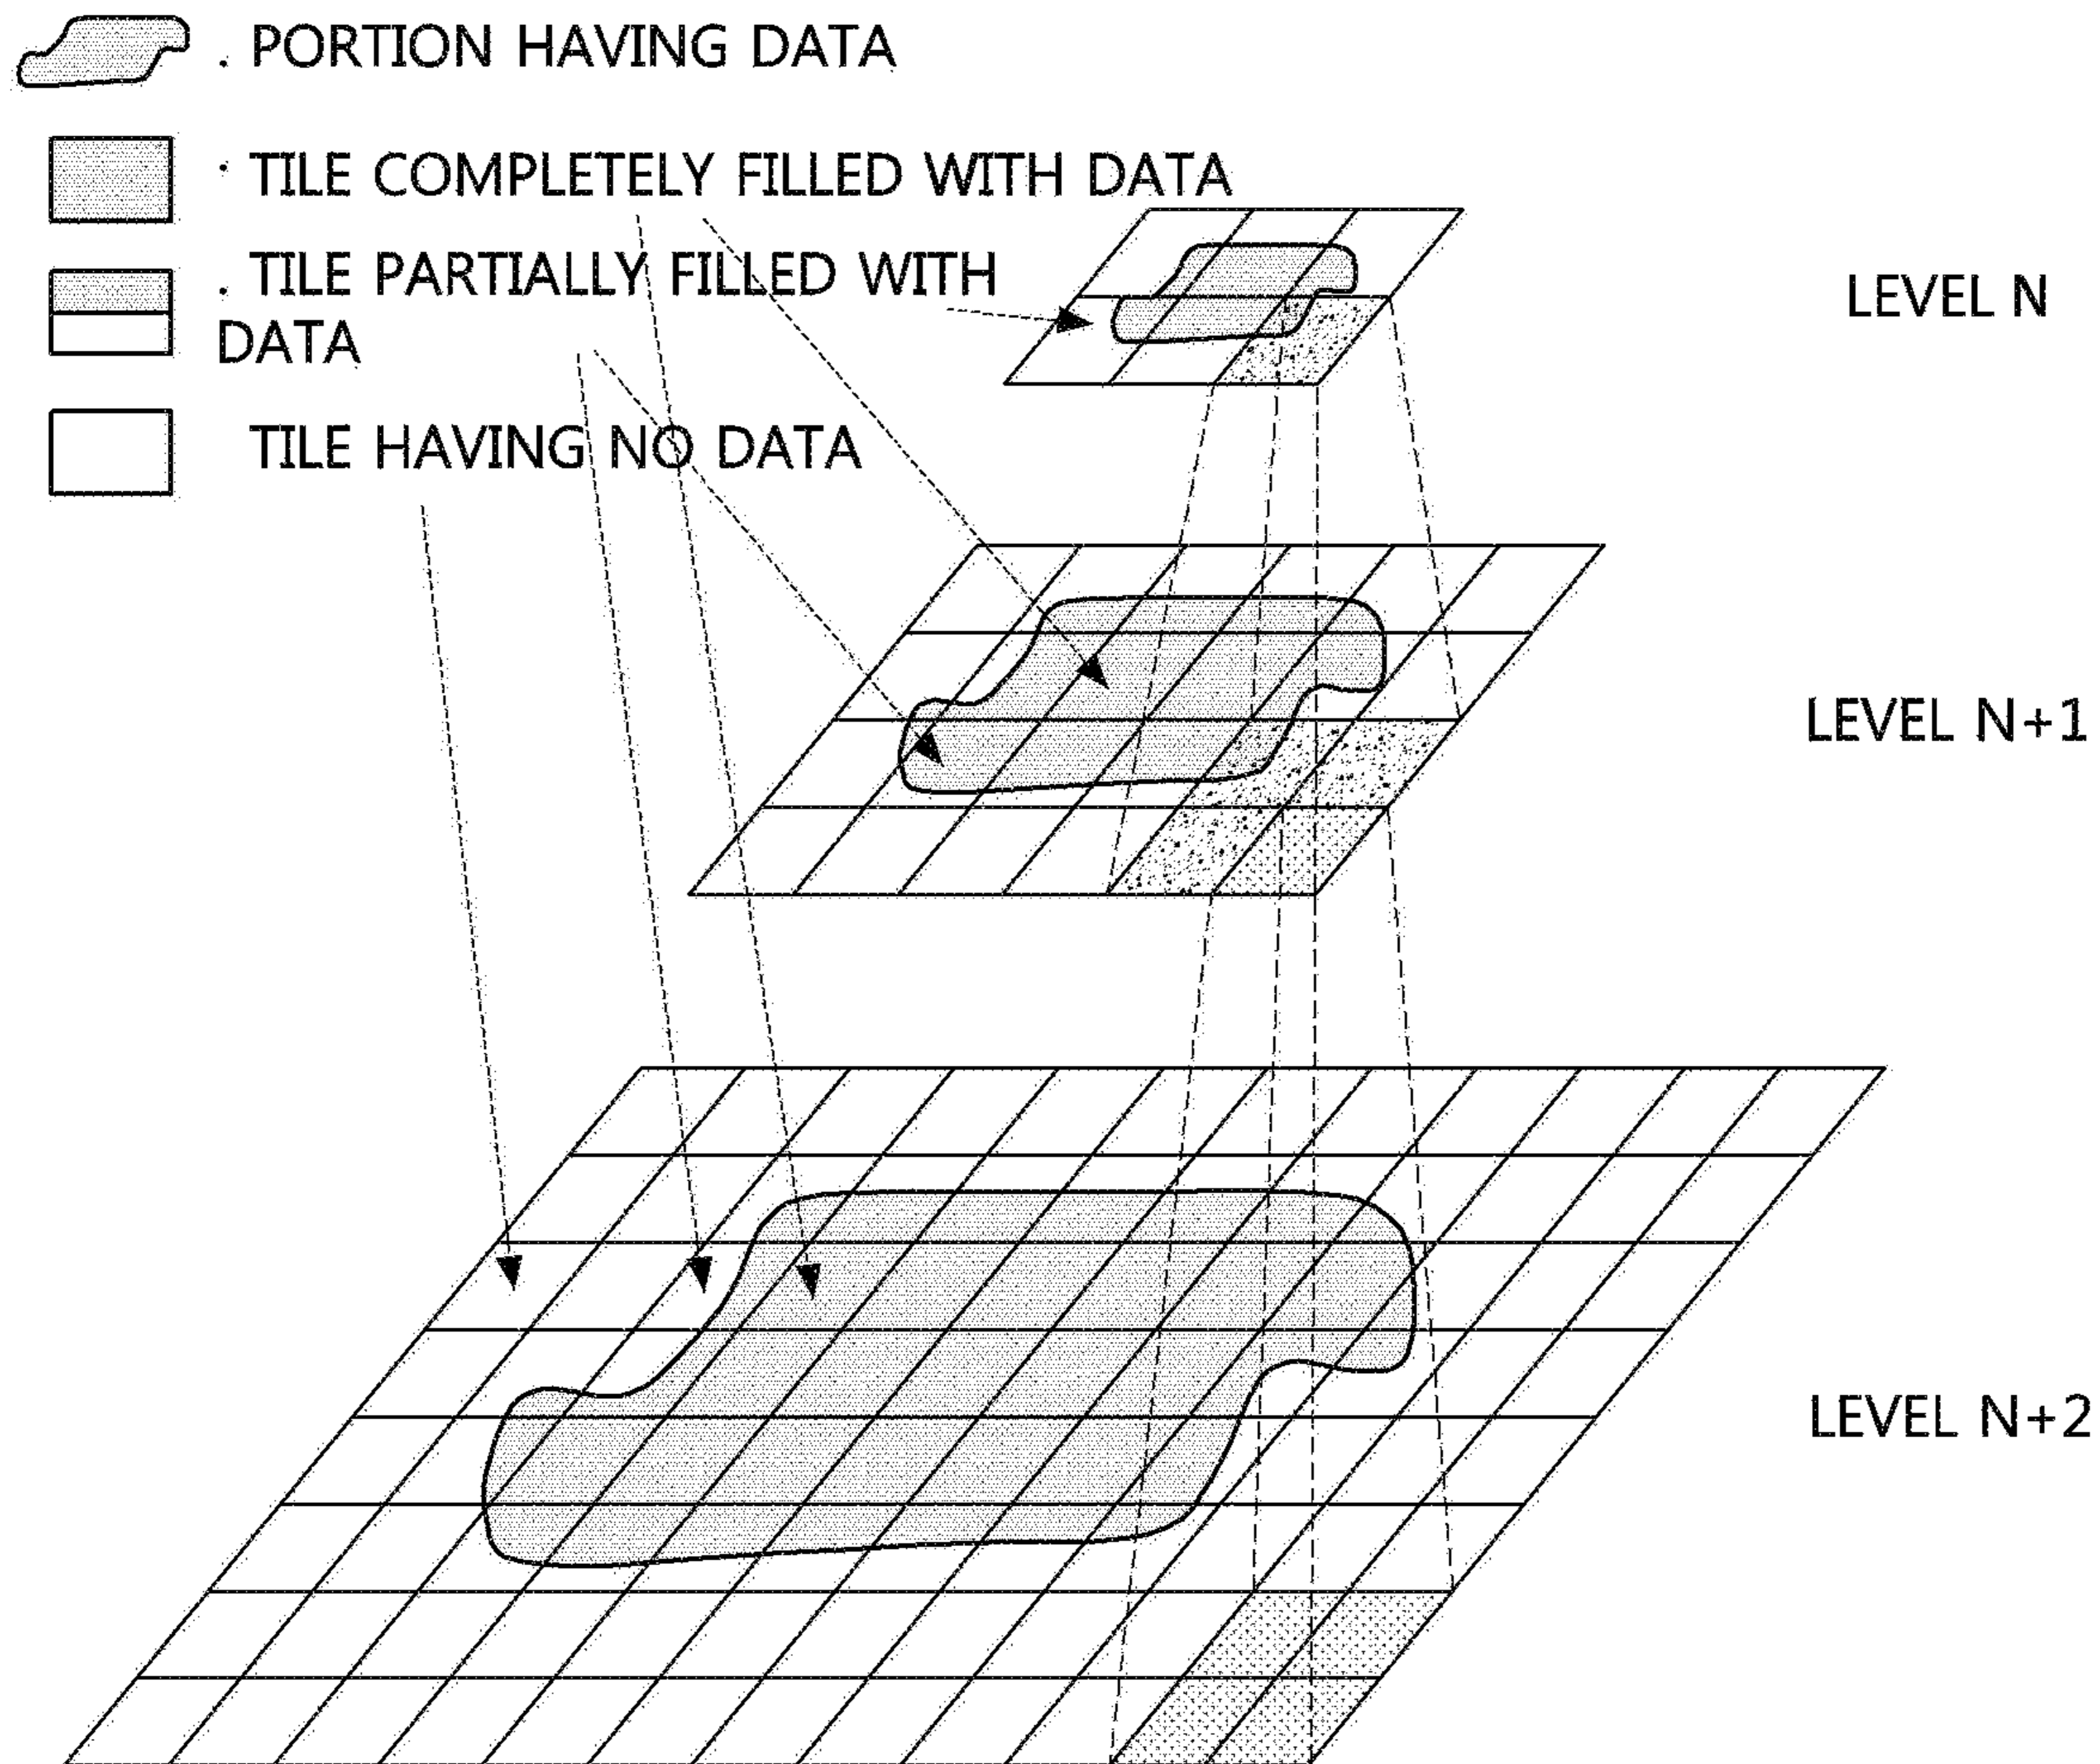 . PORTION HAVING DATA
· TILE COMPLETELY FILLED WITH DATA
. TILE PARTIALLY FILLED WITH
DATA
TILE HAVING NO DATA
LEVEL N
LEVEL N+1
LEVEL N+2